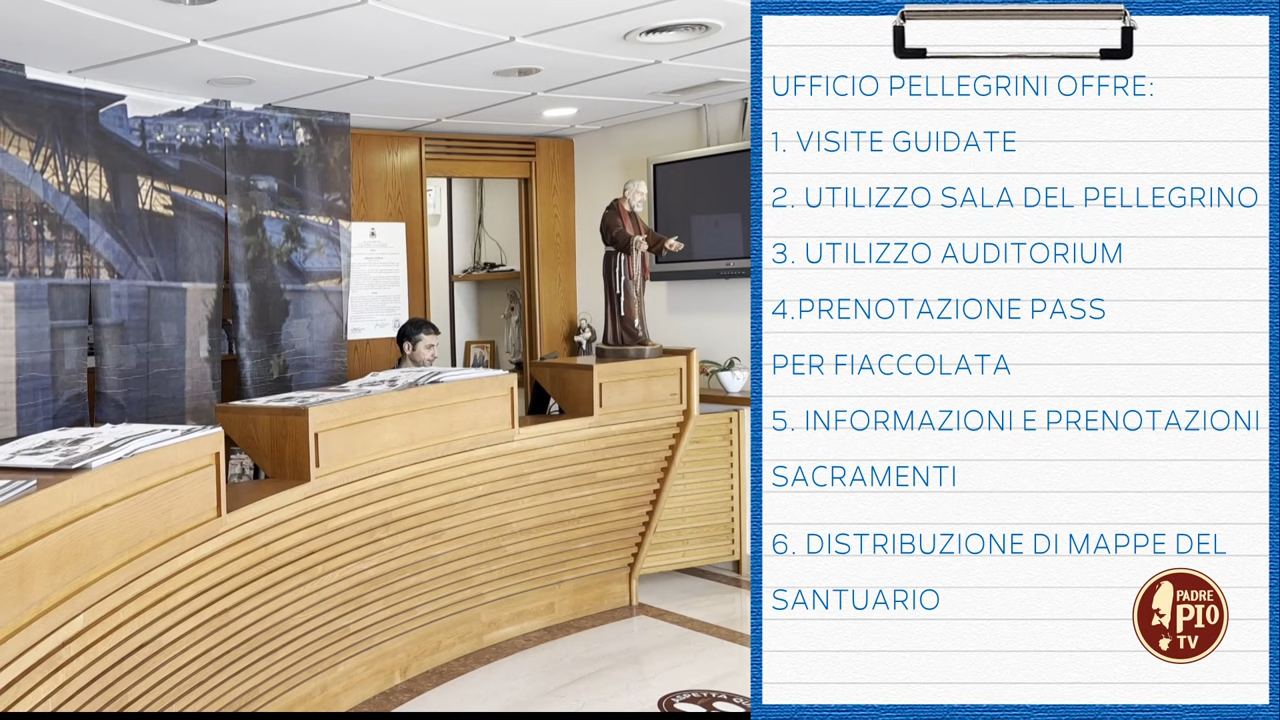 UFFICIO PELLEGRINI OFFRE:
1. VISITE GUIDATE
2. UTILIZZO SALA DEL PELLEGRINO
3. UTILIZZO AUDITORIUM
4.PRENOTAZIONE PASS
PER FIACCOLATA
5. INFORMAZIONI E PRENOTAZIONI
SACRAMENTI
6. DISTRIBUZIONE DI MAPPE DEL
SANTUARIO
PADRE
PIO
TV